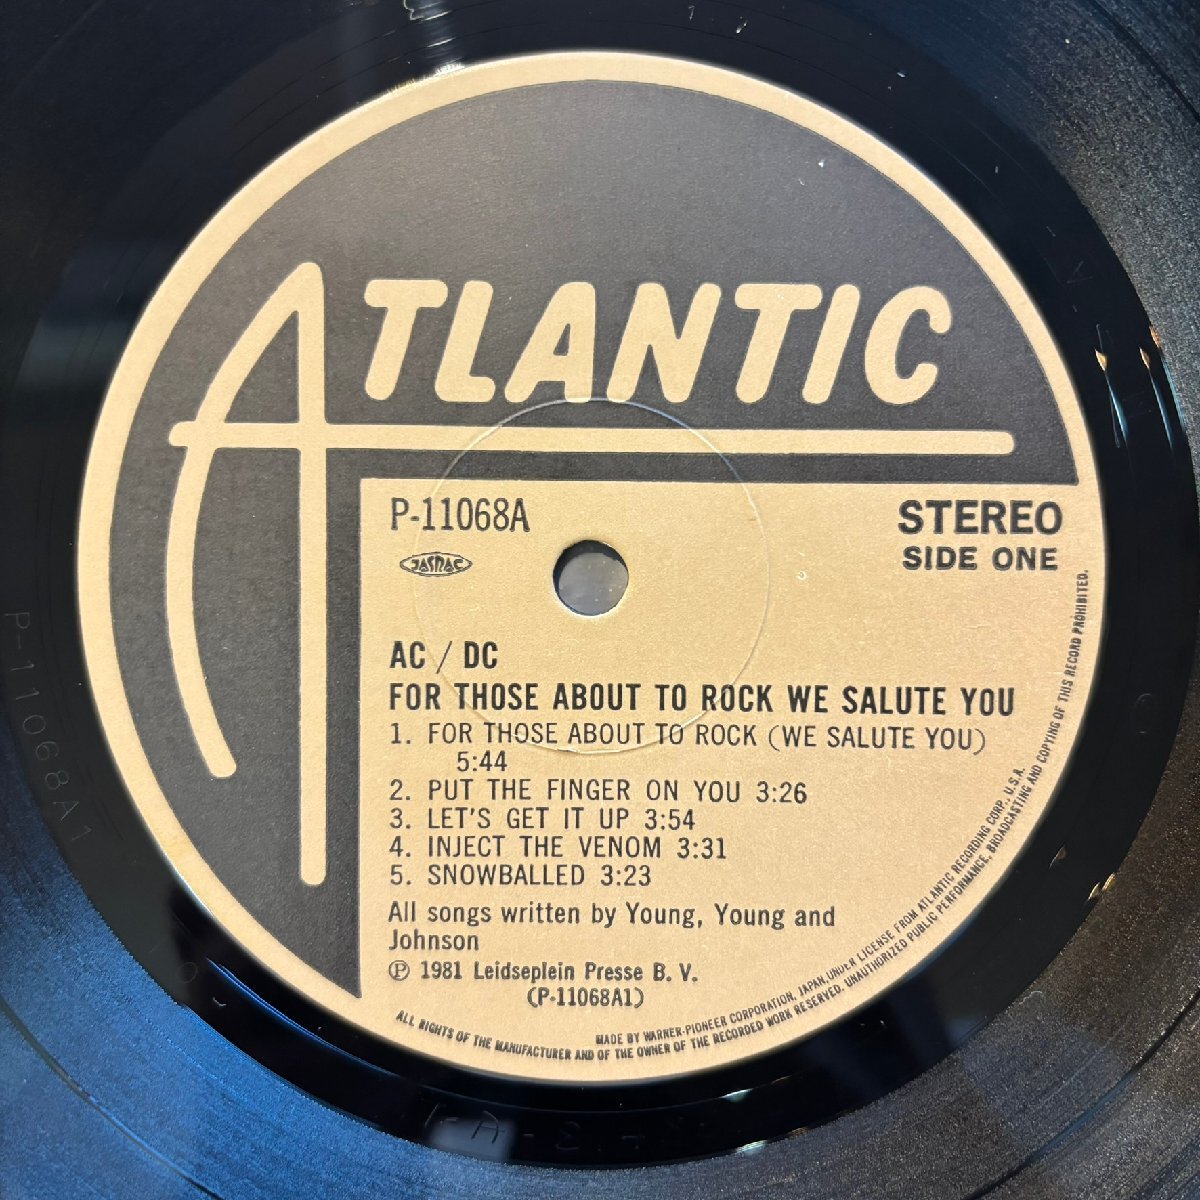 ATLANTIC
P-11068A
JASRAC
STEREO
SIDE ONE
AC / DC
FOR THOSE ABOUT TO ROCK WE SALUTE YOU
1. FOR THOSE ABOUT TO ROCK (WE SALUTE YOU)
5:44
2. PUT THE FINGER ON YOU 3:26
3. LET'S GET IT UP 3:54
4. INJECT THE VENOM 3:31
5. SNOWBALLED 3:23
All songs written by Young, Young and
Johnson
Ⓟ 1981 Leidseplein Presse B. V.
(P-11068A1)
MADE BY WARNER-PIONEER CORPORATION, JAPAN, UNDER LICENSE FROM ATLANTIC RECORDING CORP., U.S.A.
ALL RIGHTS OF THE MANUFACTURER AND OF THE OWNER OF THE RECORDED WORK RESERVED. UNAUTHORIZED PUBLIC PERFORMANCE, BROADCASTING AND COPYING OF THIS RECORD PROHIBITED.
P-11068A1